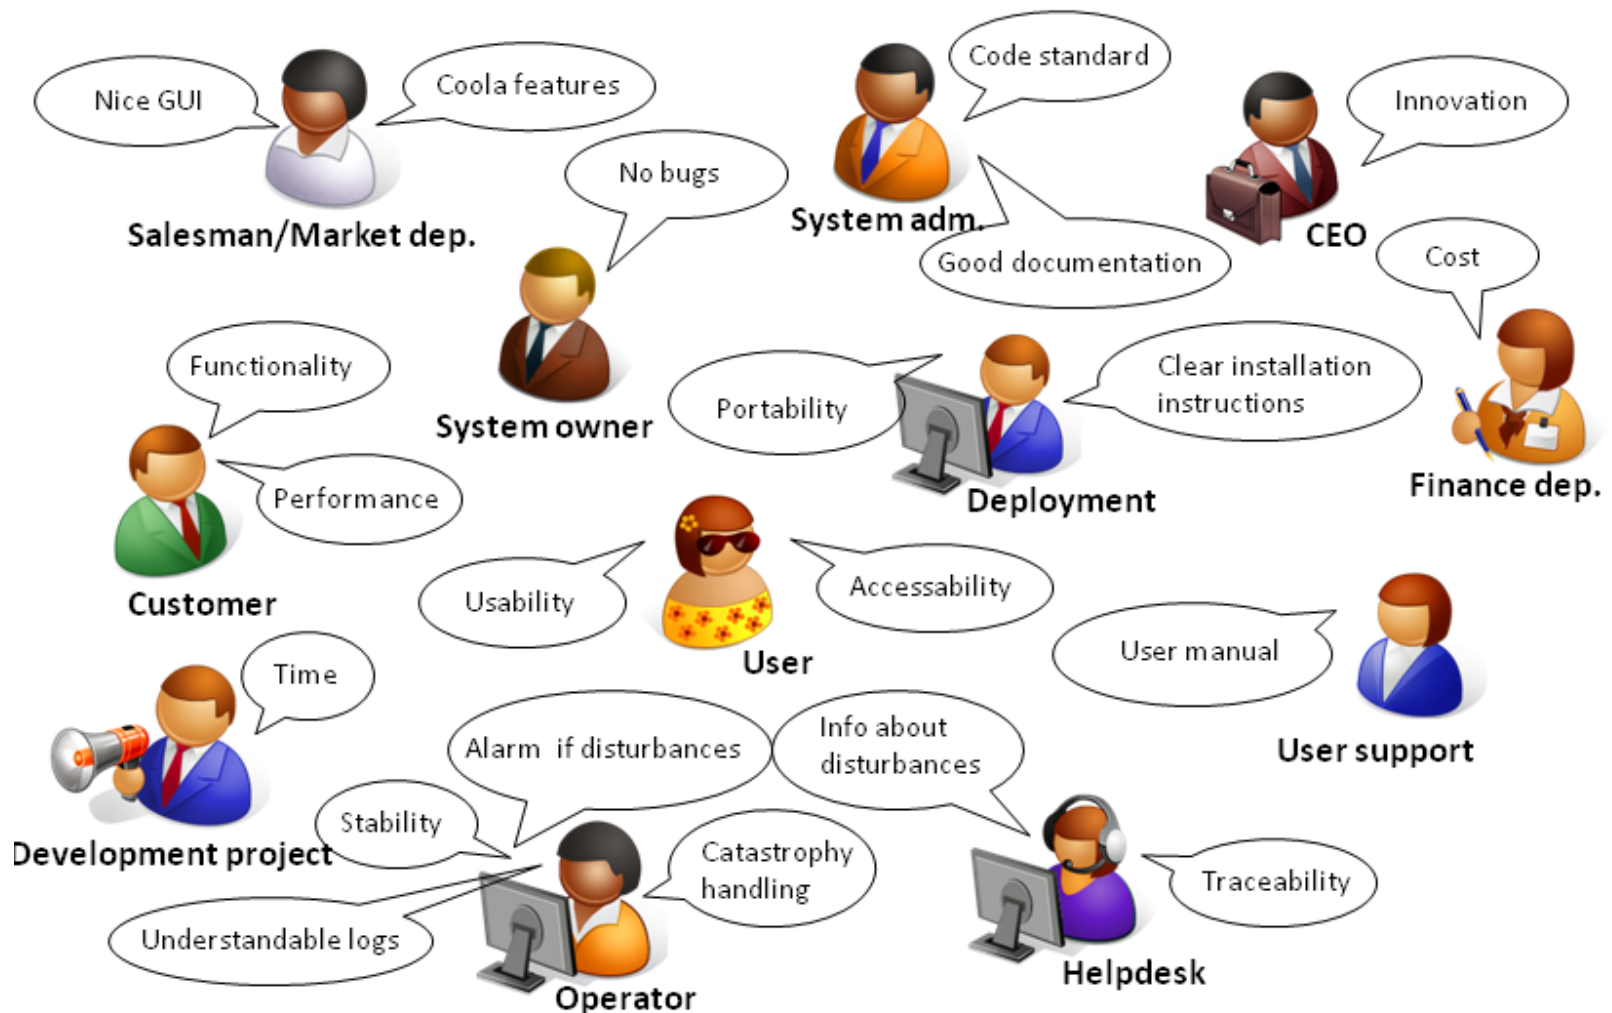 Nice GUI
Coola features
Salesman/Market dep.
No bugs
System owner
Code standard
System adm.
Good documentation
Innovation
CEO
Cost
Finance dep.
Functionality
Performance
Customer
Portability
Clear installation
instructions
Deployment
Usability
Accessability
User
User manual
User support
Time
Development project
Alarm if disturbances
Stability
Understandable logs
Catastrophy
handling
Operator
Info about
disturbances
Traceability
Helpdesk